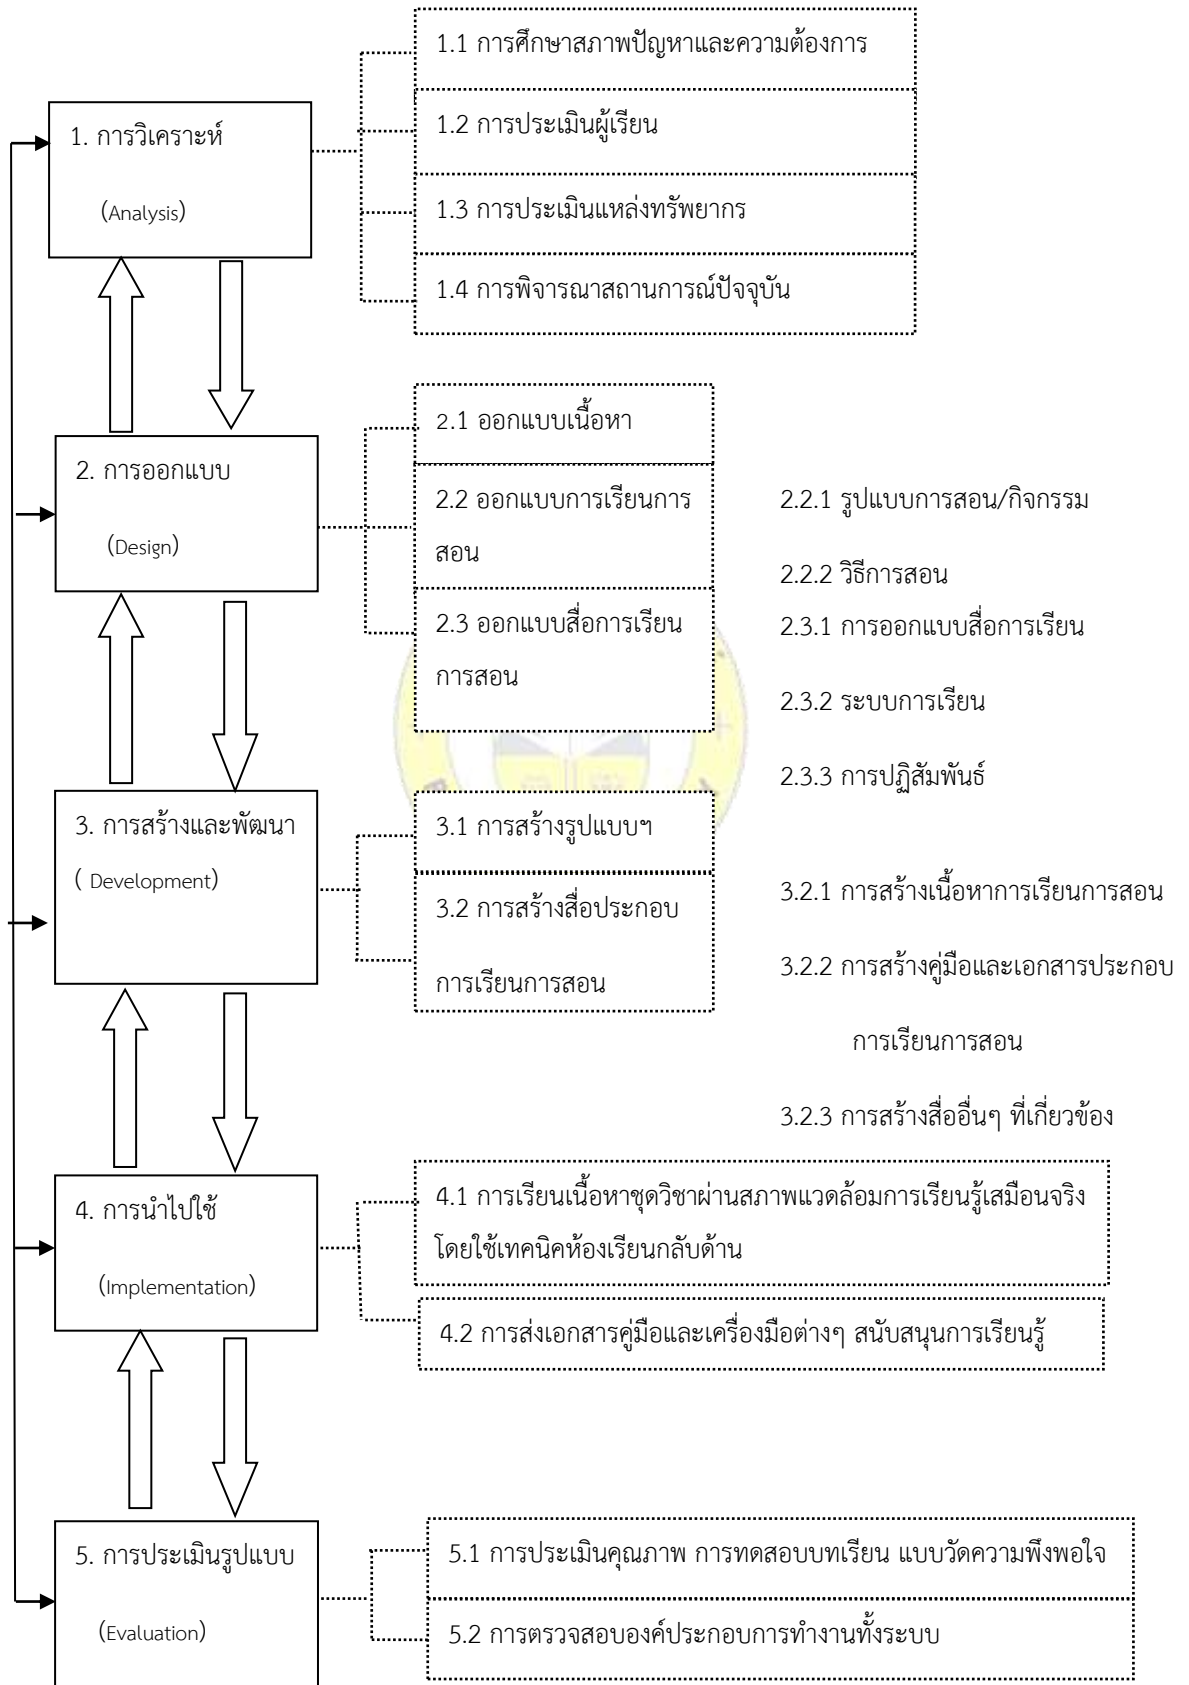 1.1 การศึกษาสภาพปัญหาและความต้องการ
1. การวิเคราะห์
(Analysis)
1.2 การประเมินผู้เรียน
1.3 การประเมินแหล่งทรัพยากร
1.4 การพิจารณาสถานการณ์ปัจจุบัน
2. การออกแบบ
(Design)
2.1 ออกแบบเนื้อหา
2.2 ออกแบบการเรียนการ
สอน
2.2.1 รูปแบบการสอน/กิจกรรม
2.2.2 วิธีการสอน
2.3 ออกแบบสื่อการเรียน
การสอน
2.3.1 การออกแบบสื่อการเรียน
2.3.2 ระบบการเรียน
2.3.3 การปฏิสัมพันธ์
3. การสร้างและพัฒนา
( Development)
3.1 การสร้างรูปแบบฯ
3.2 การสร้างสื่อประกอบ
การเรียนการสอน
3.2.1 การสร้างเนื้อหาการเรียนการสอน
3.2.2 การสร้างคู่มือและเอกสารประกอบ
การเรียนการสอน
3.2.3 การสร้างสื่ออื่นๆ ที่เกี่ยวข้อง
4. การนำไปใช้
(Implementation)
4.1 การเรียนเนื้อหาชุดวิชาผ่านสภาพแวดล้อมการเรียนรู้เสมือนจริง
โดยใช้เทคนิคห้องเรียนกลับด้าน
4.2 การส่งเอกสารคู่มือและเครื่องมือต่างๆ สนับสนุนการเรียนรู้
5. การประเมินรูปแบบ
(Evaluation)
5.1 การประเมินคุณภาพ การทดสอบบทเรียน แบบวัดความพึงพอใจ
5.2 การตรวจสอบองค์ประกอบการทำงานทั้งระบบ